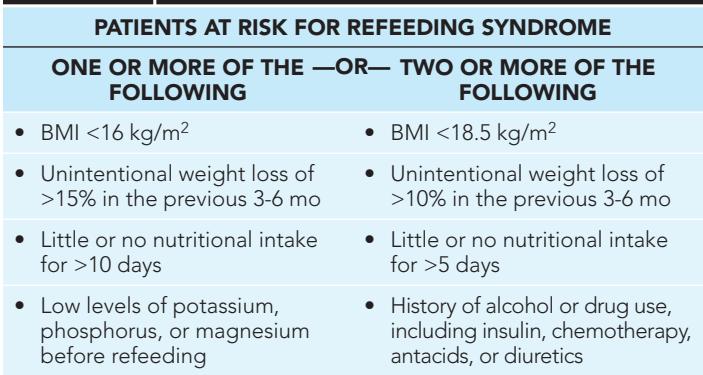 PATIENTS AT RISK FOR REFEEDING SYNDROME
ONE OR MORE OF THE —OR— TWO OR MORE OF THE
FOLLOWING FOLLOWING
• BMI <16 kg/m²
• BMI <18.5 kg/m²
• Unintentional weight loss of
>15% in the previous 3-6 mo
• Unintentional weight loss of
>10% in the previous 3-6 mo
• Little or no nutritional intake
for >10 days
• Little or no nutritional intake
for >5 days
• Low levels of potassium,
phosphorus, or magnesium
before refeeding
• History of alcohol or drug use,
including insulin, chemotherapy,
antacids, or diuretics